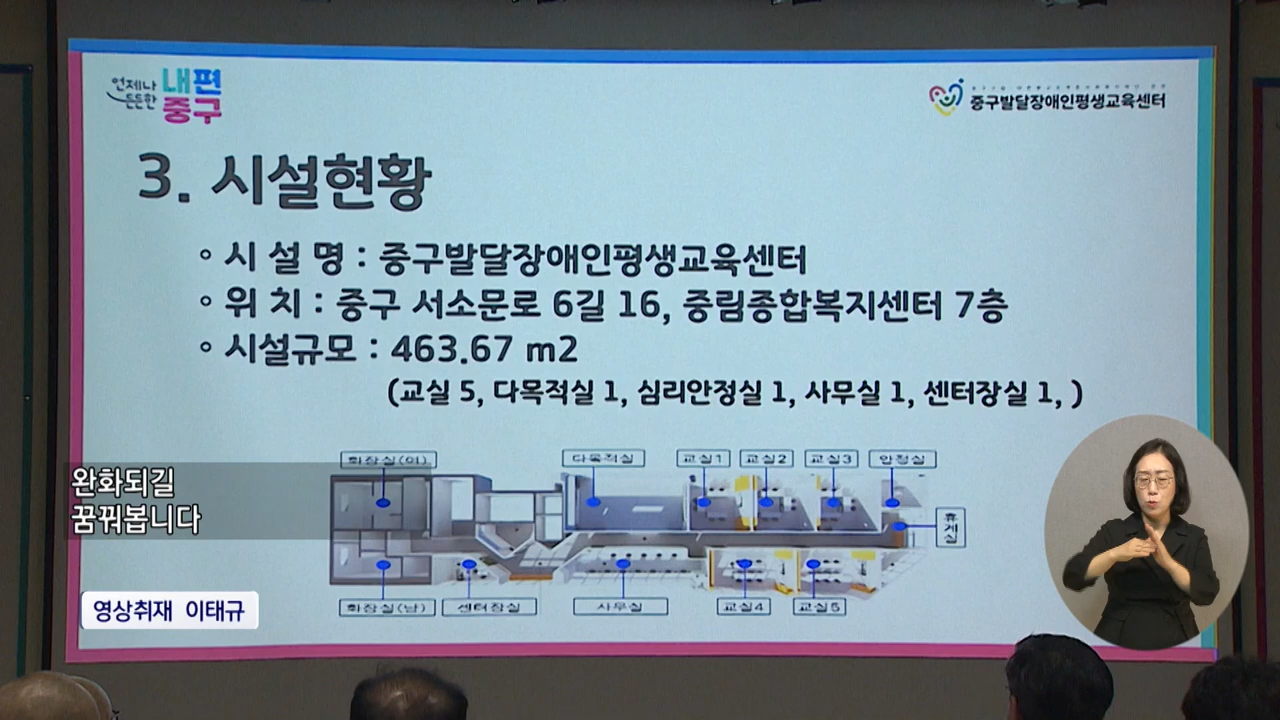 언제나 든든한
내편
중구
중구발달장애인평생교육센터
3. 시설현황
시 설 명 : 중구발달장애인평생교육센터
위 치 : 중구 서소문로 6길 16, 중림종합복지센터 7층
시설규모 : 463.67 m2
(교실 5, 다목적실 1, 심리안정실 1, 사무실 1, 센터장실 1, )
화장실(여)
다목적실
교실1
교실2
교실3
안정실
휴게실
화장실(남)
센터장실
사무실
교실4
교실5
완화되길
꿈꿔봅니다
영상취재 이태규